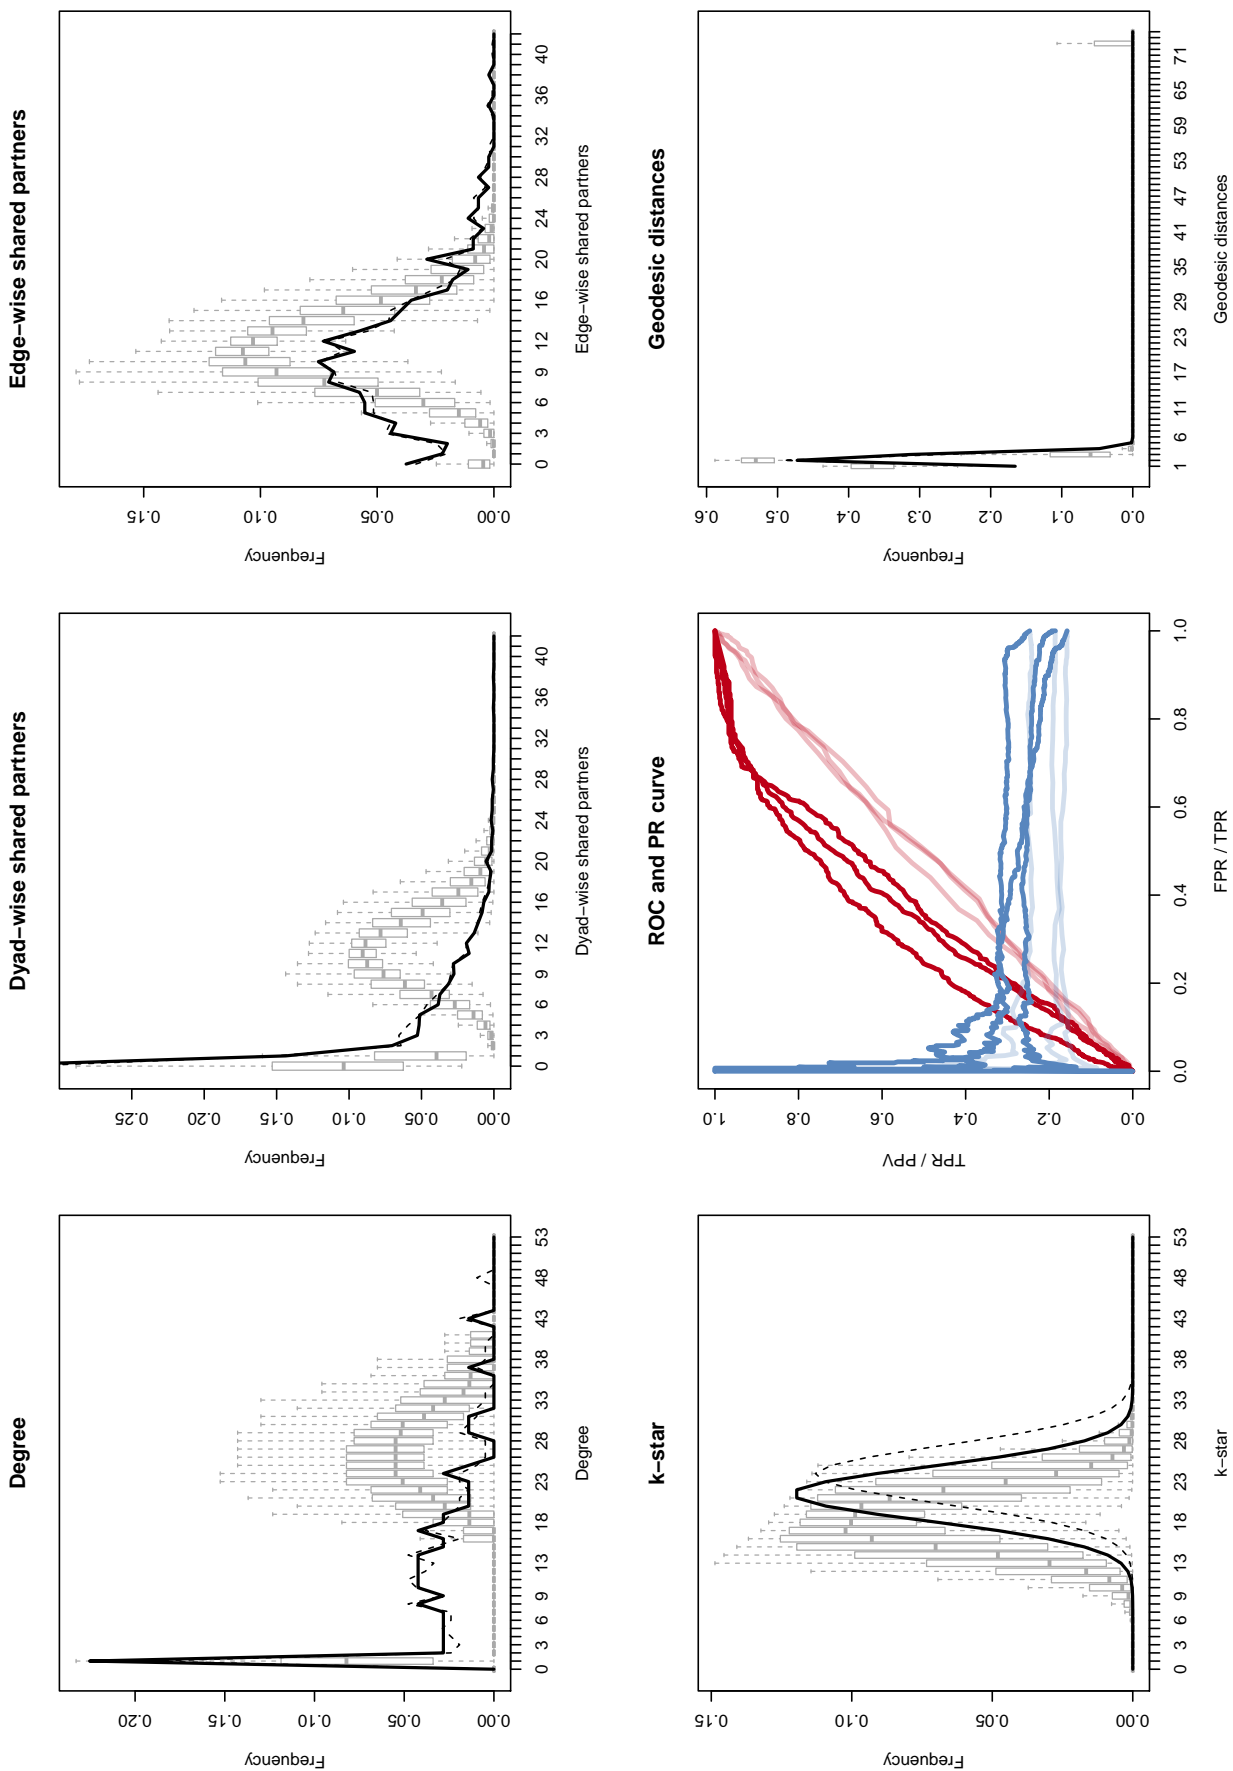 Degree
Frequency
0.20
0.15
0.10
0.05
0.00
0 3 6 9 13 18 23 28 33 38 43 48 53
Degree
Dyad−wise shared partners
Frequency
0.25
0.20
0.15
0.10
0.05
0.00
0 3 6 9 12 16 20 24 28 32 36 40
Dyad−wise shared partners
Edge−wise shared partners
Frequency
0.15
0.10
0.05
0.00
0 3 6 9 12 16 20 24 28 32 36 40
Edge−wise shared partners
k−star
Frequency
0.15
0.10
0.05
0.00
0 3 6 9 13 18 23 28 33 38 43 48 53
k−star
ROC and PR curve
TPR / PPV
1.0
0.8
0.6
0.4
0.2
0.0
0.0 0.2 0.4 0.6 0.8 1.0
FPR / TPR
Geodesic distances
Frequency
0.6
0.5
0.4
0.3
0.2
0.1
0.0
1 6 11 17 23 29 35 41 47 53 59 65 71
Geodesic distances